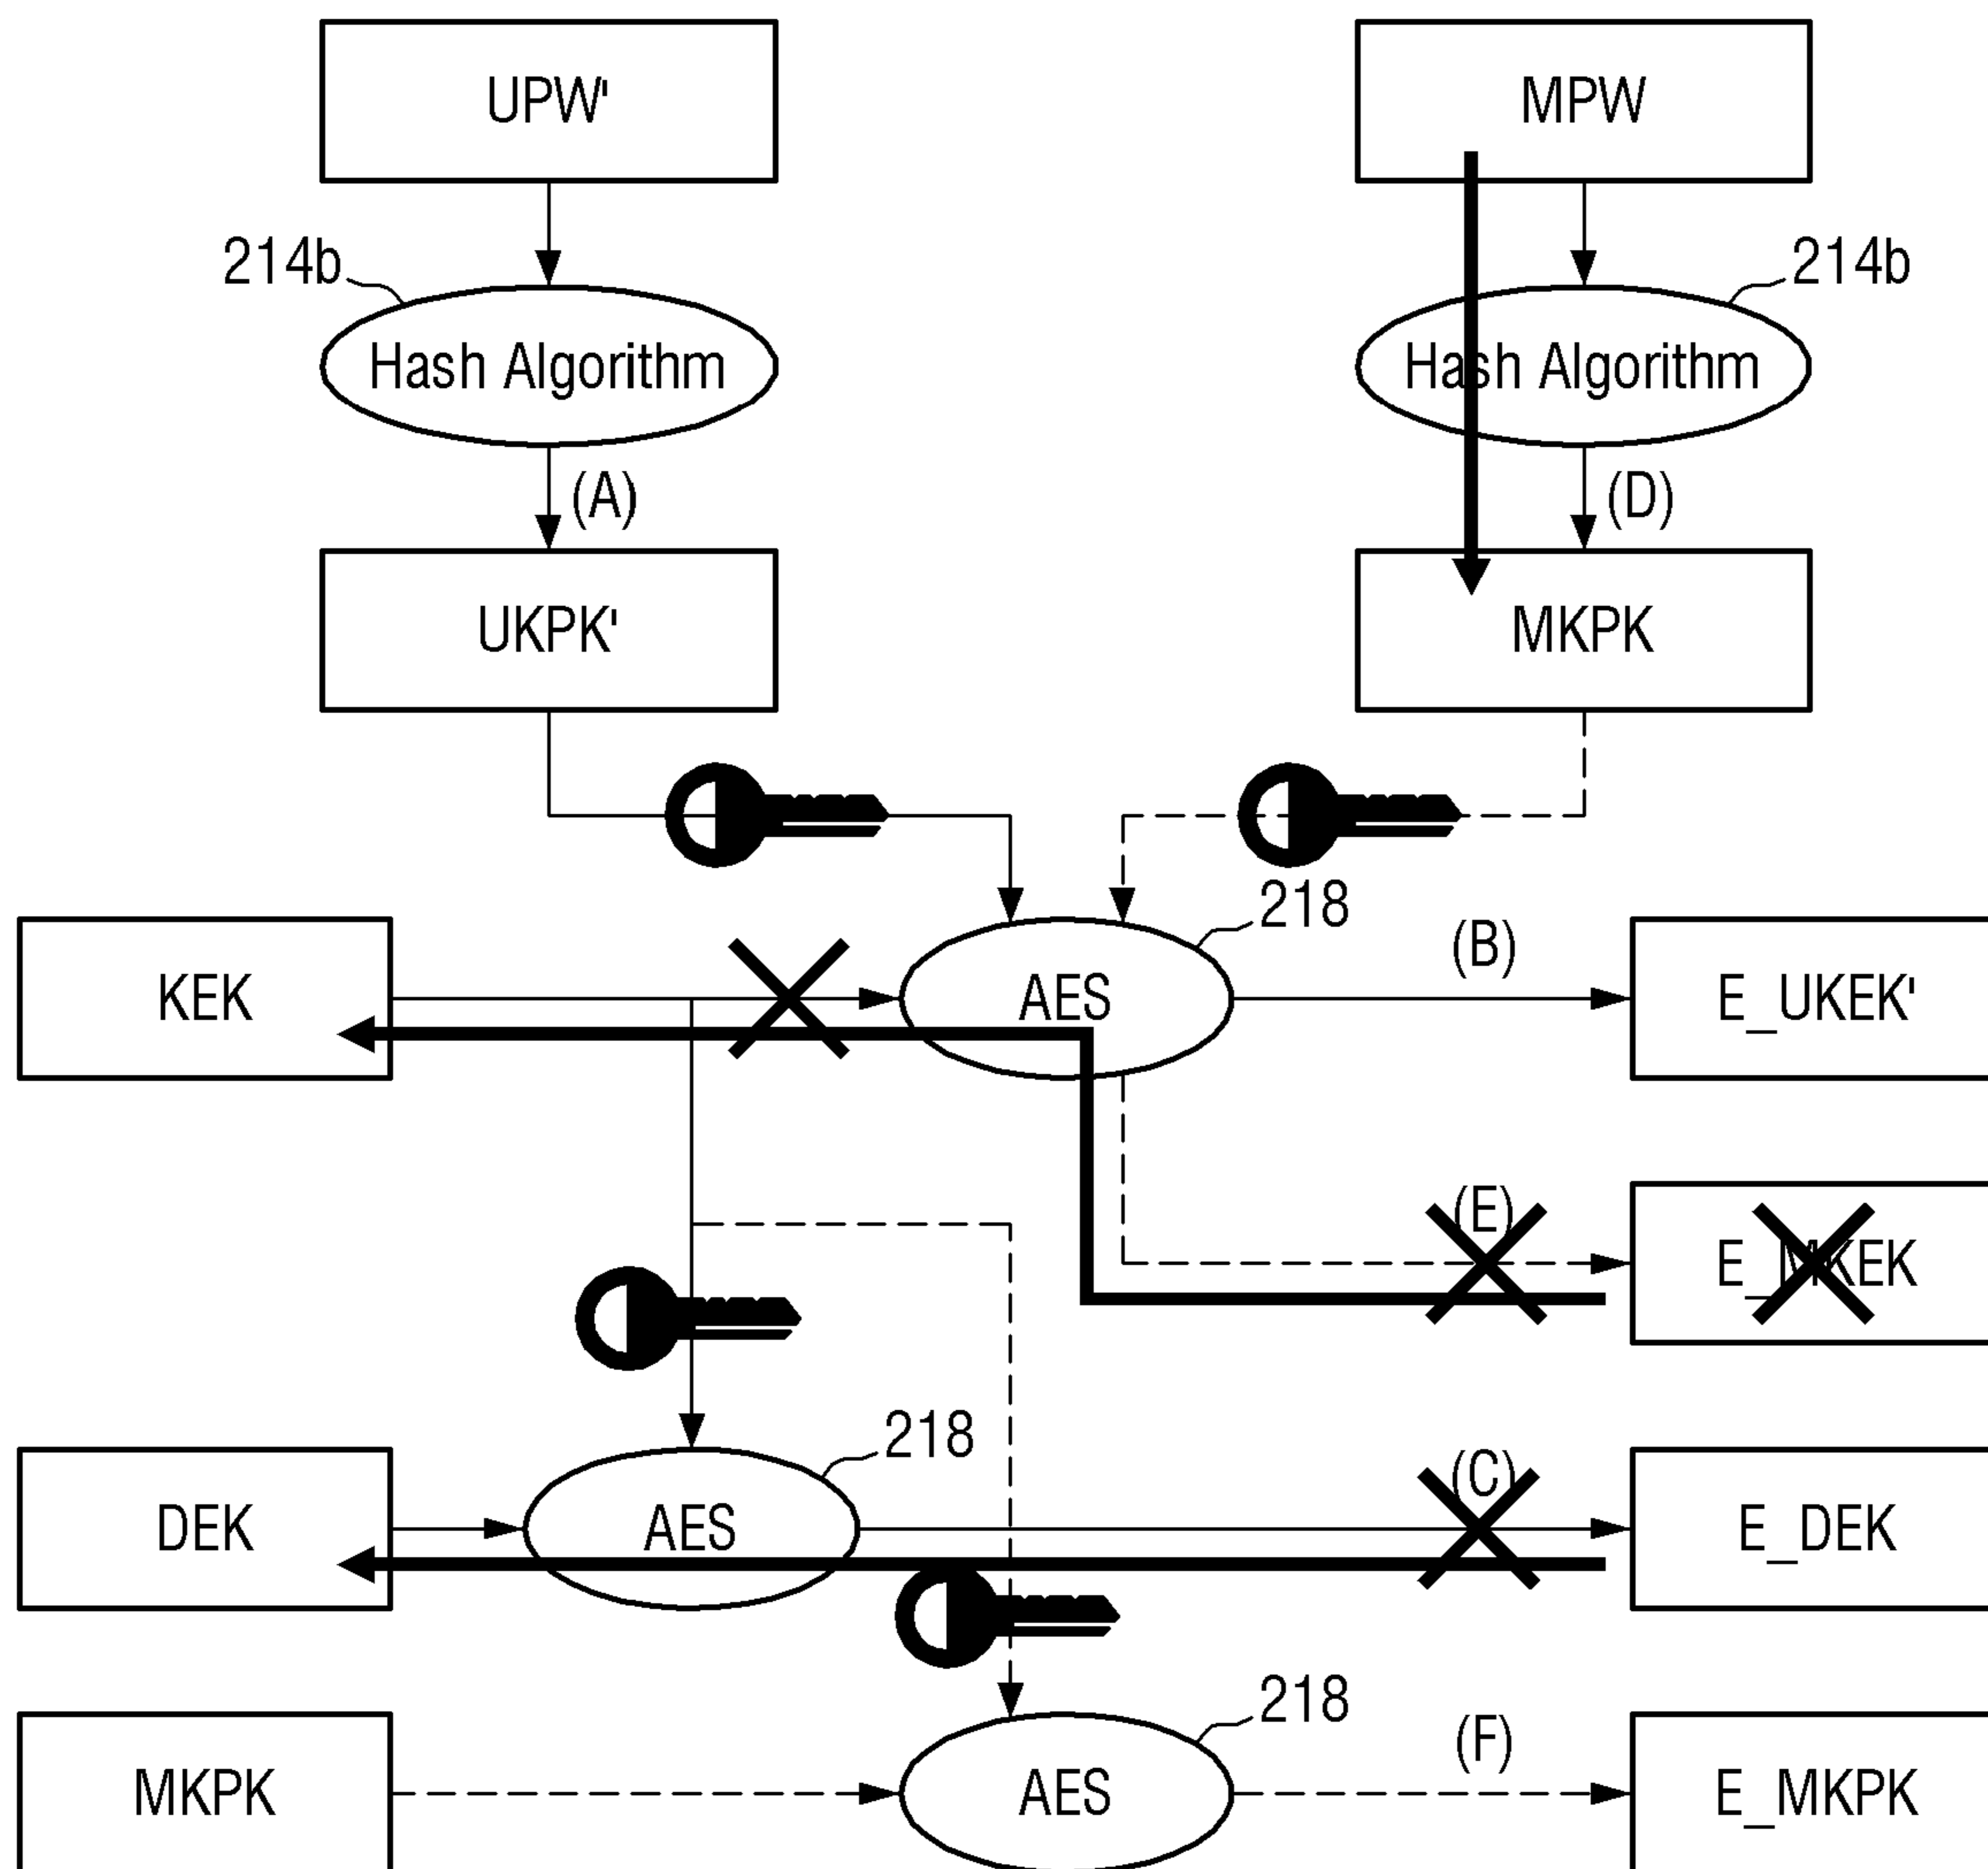 UPW'
MPW
214b
214b
Hash Algorithm
Hash Algorithm
(A)
(D)
UKPK'
MKPK
218
KEK
AES
(B)
E_UKEK'
(E)
E_MKEK
218
DEK
AES
(C)
E_DEK
218
MKPK
AES
(F)
E_MKPK